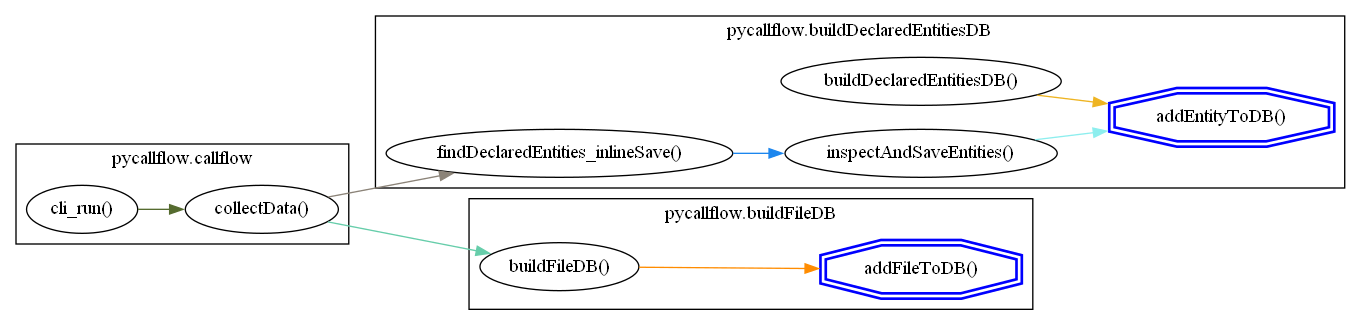 pycallflow.buildDeclaredEntitiesDB
buildDeclaredEntitiesDB()
addEntityToDB()
findDeclaredEntities_inlineSave()
inspectAndSaveEntities()
pycallflow.callflow
cli_run()
collectData()
pycallflow.buildFileDB
buildFileDB()
addFileToDB()